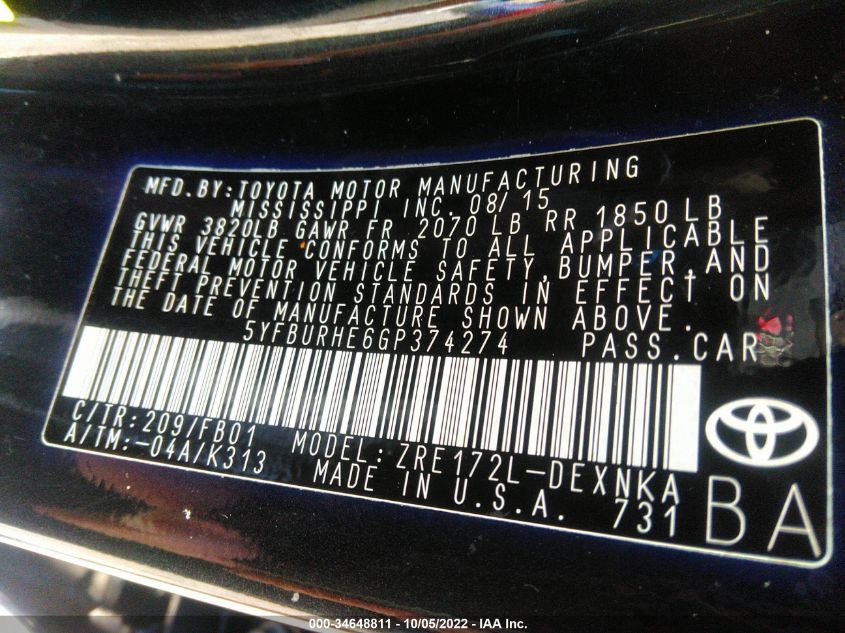 MFD.BY:TOYOTA MOTOR MANUFACTURING
MISSISSIPPI INC. 08/15
GVWR 3820LB GAWR FR 2070 LB RR 1850 LB
THIS VEHICLE CONFORMS TO ALL APPLICABLE
FEDERAL MOTOR VEHICLE SAFETY,BUMPER,AND
THEFT PREVENTION STANDARDS IN EFFECT ON
THE DATE OF MANUFACTURE SHOWN ABOVE.
5YFBURHE6GP374274 PASS.CAR
C/TR:209/FB01 MODEL:ZRE172L-DEXNKA
A/TM:-04A/K313 MADE IN U.S.A. 731
BA
000-34648811 - 10/05/2022 - IAA Inc.